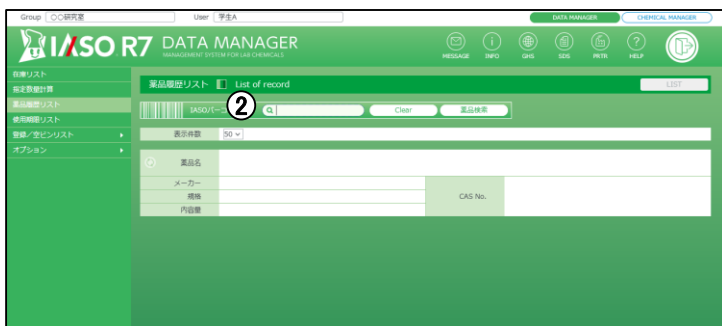 Group ○○研究室 User 学生A DATA MANAGER CHEMICAL MANAGER
IASO R7 DATA MANAGER
MANAGEMENT SYSTEM FOR LAB CHEMICALS
MESSAGE INFO GHS SDS PRTR HELP
在庫リスト
指定数量計算
薬品履歴リスト
使用期限リスト
登録/空ビンリスト
オプション
薬品履歴リスト List of record LIST
IASOバーコ ② Clear 薬品検索
表示件数 50
薬品名
メーカー
規格 CAS No.
内容量